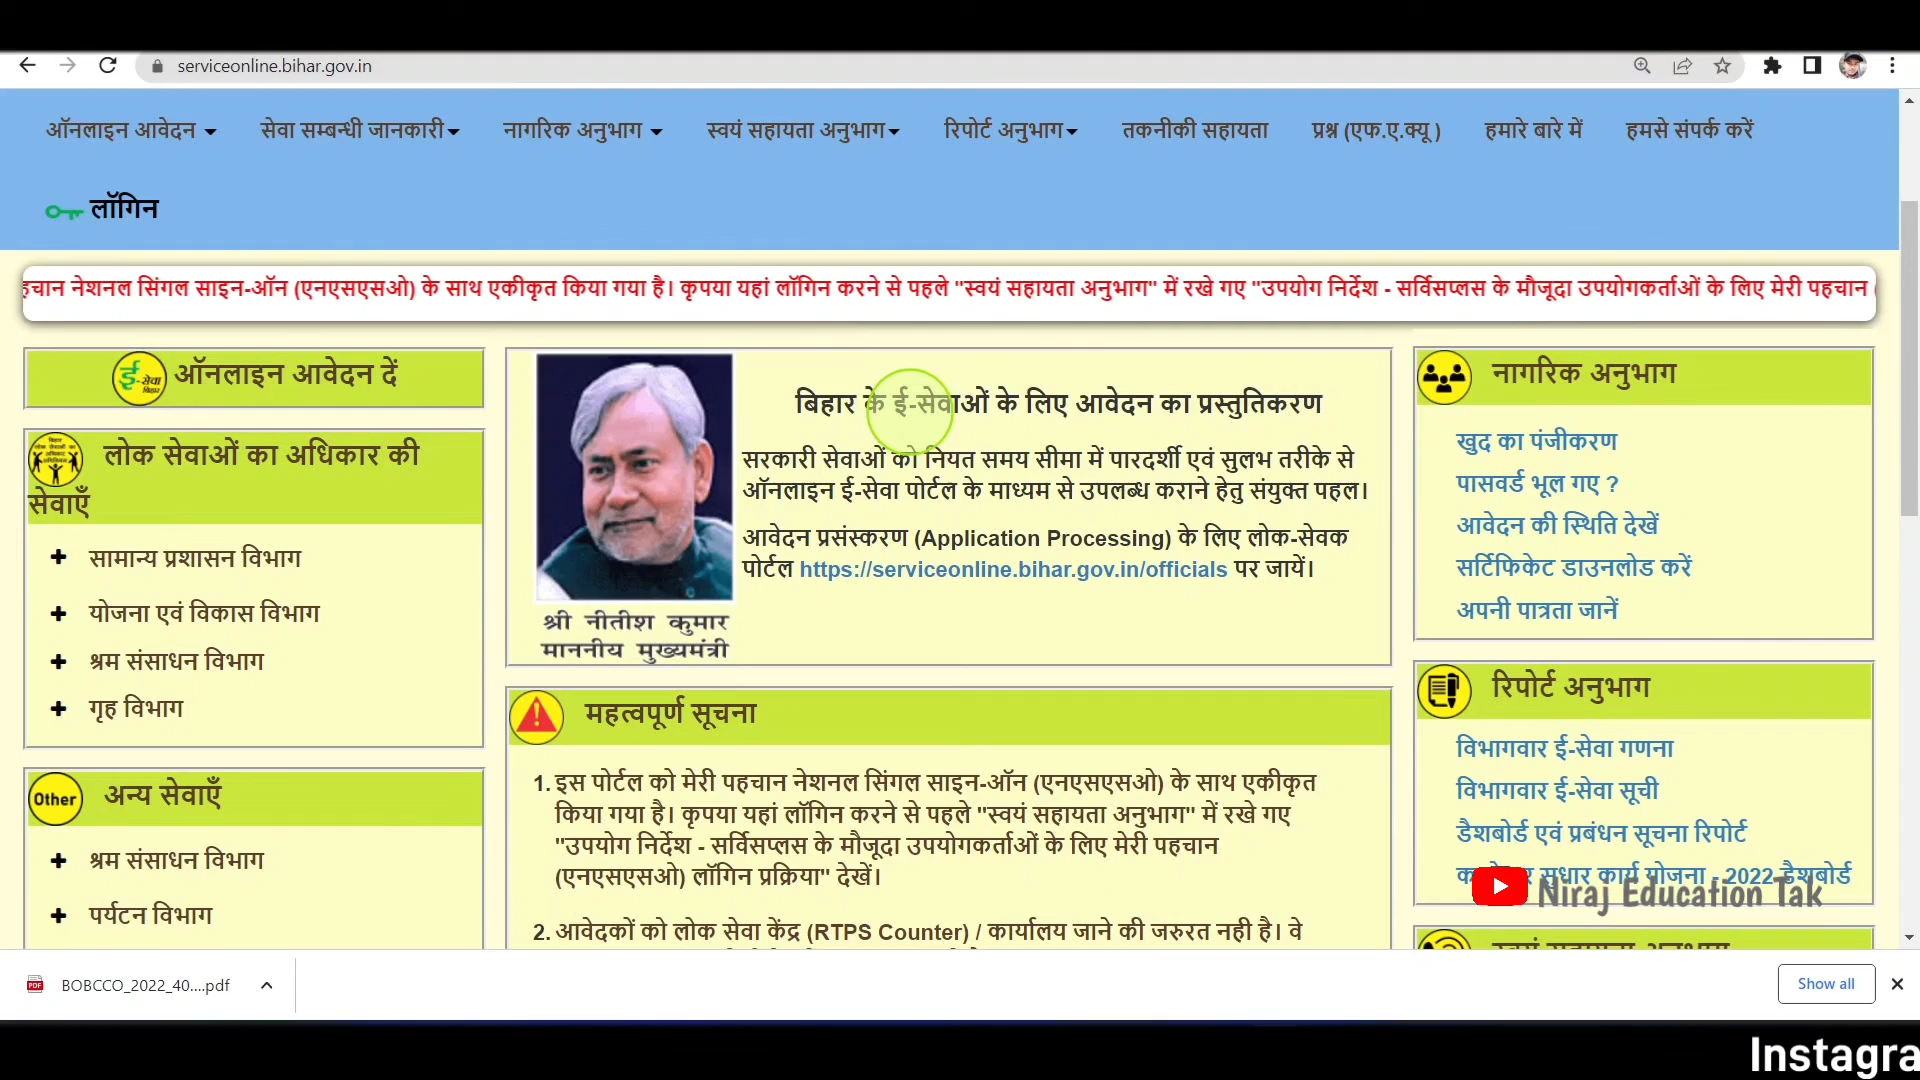 serviceonline.bihar.gov.in
ऑनलाइन आवेदन
सेवा सम्बन्धी जानकारी
नागरिक अनुभाग
स्वयं सहायता अनुभाग
रिपोर्ट अनुभाग
तकनीकी सहायता
प्रश्न (एफ.ए.क्यू )
हमारे बारे में
हमसे संपर्क करें
लॉगिन
नेशनल सिंगल साइन-ऑन (एनएसएसओ) के साथ एकीकृत किया गया है। कृपया यहां लॉगिन करने से पहले "स्वयं सहायता अनुभाग" में रखे गए "उपयोग निर्देश - सर्विसप्लस के मौजूदा उपयोगकर्ताओं के लिए मेरी पहचान
ई-सेवा बिहार
ऑनलाइन आवेदन दें
लोक सेवाओं का अधिकार की
सेवाएँ
सामान्य प्रशासन विभाग
योजना एवं विकास विभाग
श्रम संसाधन विभाग
गृह विभाग
Other
अन्य सेवाएँ
श्रम संसाधन विभाग
पर्यटन विभाग
बिहार के ई-सेवाओं के लिए आवेदन का प्रस्तुतिकरण
सरकारी सेवाओं को नियत समय सीमा में पारदर्शी एवं सुलभ तरीके से
ऑनलाइन ई-सेवा पोर्टल के माध्यम से उपलब्ध कराने हेतु संयुक्त पहल।
आवेदन प्रसंस्करण (Application Processing) के लिए लोक-सेवक
पोर्टल https://serviceonline.bihar.gov.in/officials पर जायें।
श्री नीतीश कुमार
माननीय मुख्यमंत्री
महत्वपूर्ण सूचना
1. इस पोर्टल को मेरी पहचान नेशनल सिंगल साइन-ऑन (एनएसएसओ) के साथ एकीकृत
किया गया है। कृपया यहां लॉगिन करने से पहले "स्वयं सहायता अनुभाग" में रखे गए
"उपयोग निर्देश - सर्विसप्लस के मौजूदा उपयोगकर्ताओं के लिए मेरी पहचान
(एनएसएसओ) लॉगिन प्रक्रिया" देखें।
2. आवेदकों को लोक सेवा केंद्र (RTPS Counter) / कार्यालय जाने की जरुरत नही है। वे
नागरिक अनुभाग
खुद का पंजीकरण
पासवर्ड भूल गए ?
आवेदन की स्थिति देखें
सर्टिफिकेट डाउनलोड करें
अपनी पात्रता जानें
रिपोर्ट अनुभाग
विभागवार ई-सेवा गणना
विभागवार ई-सेवा सूची
डैशबोर्ड एवं प्रबंधन सूचना रिपोर्ट
सुधार कार्य योजना - 2022 डैशबोर्ड
Niraj Education Tak
BOBCCO_2022_40....pdf
Show all
Instagra